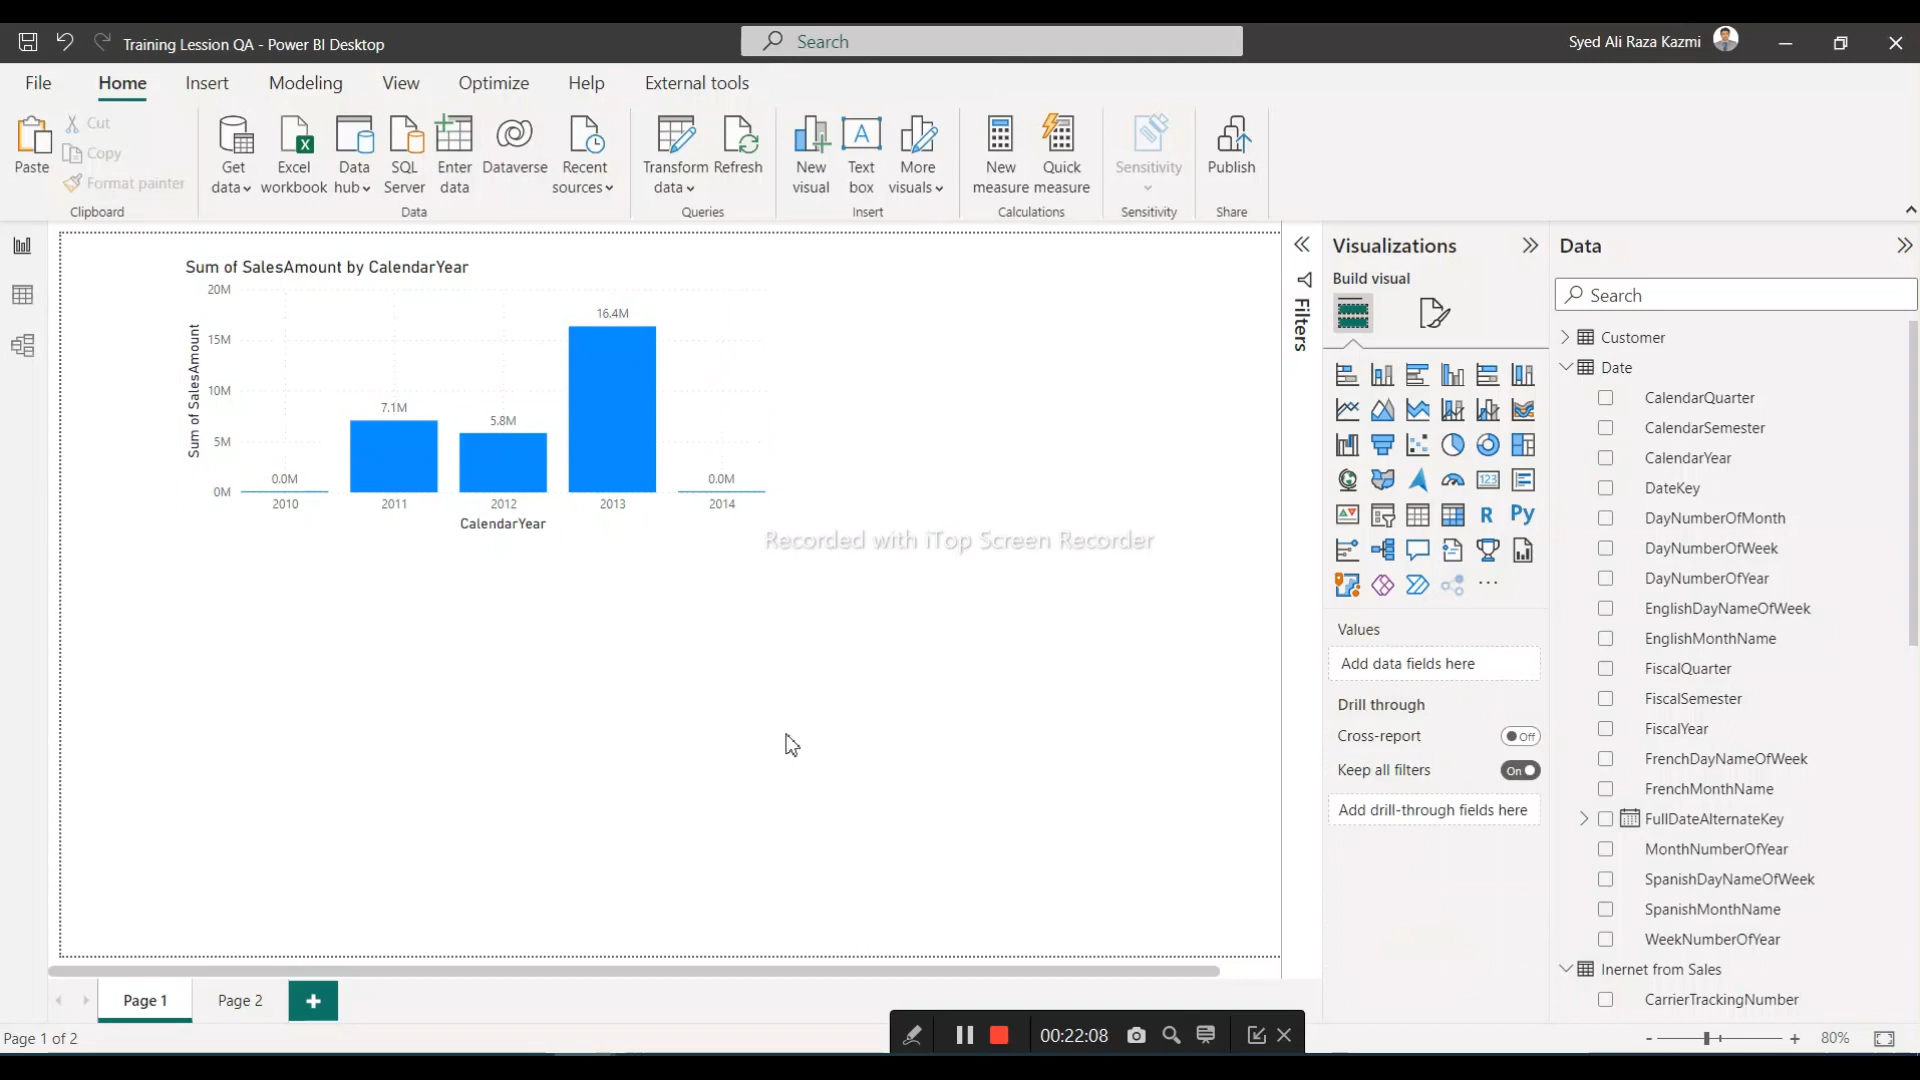 Training Lession QA - Power BI Desktop
Search
Syed Ali Raza Kazmi
File
Home
Insert
Modeling
View
Optimize
Help
External tools
Paste
Cut
Copy
Format painter
Clipboard
Get data
Excel workbook
Data hub
SQL Server
Enter data
Dataverse
Recent sources
Data
Transform data
Refresh
Queries
New visual
Text box
More visuals
Insert
New measure
Quick measure
Calculations
Sensitivity
Sensitivity
Publish
Share
Sum of SalesAmount by CalendarYear
Sum of SalesAmount
20M
15M
10M
5M
0M
0.0M
7.1M
5.8M
16.4M
0.0M
2010
2011
2012
2013
2014
CalendarYear
Recorded with iTop Screen Recorder
Filters
Visualizations
Build visual
123
R
Py
Values
Add data fields here
Drill through
Cross-report
Off
Keep all filters
On
Add drill-through fields here
Data
Search
Customer
Date
CalendarQuarter
CalendarSemester
CalendarYear
DateKey
DayNumberOfMonth
DayNumberOfWeek
DayNumberOfYear
EnglishDayNameOfWeek
EnglishMonthName
FiscalQuarter
FiscalSemester
FiscalYear
FrenchDayNameOfWeek
FrenchMonthName
FullDateAlternateKey
MonthNumberOfYear
SpanishDayNameOfWeek
SpanishMonthName
WeekNumberOfYear
Inernet from Sales
CarrierTrackingNumber
Page 1
Page 2
+
Page 1 of 2
00:22:08
- + 80%